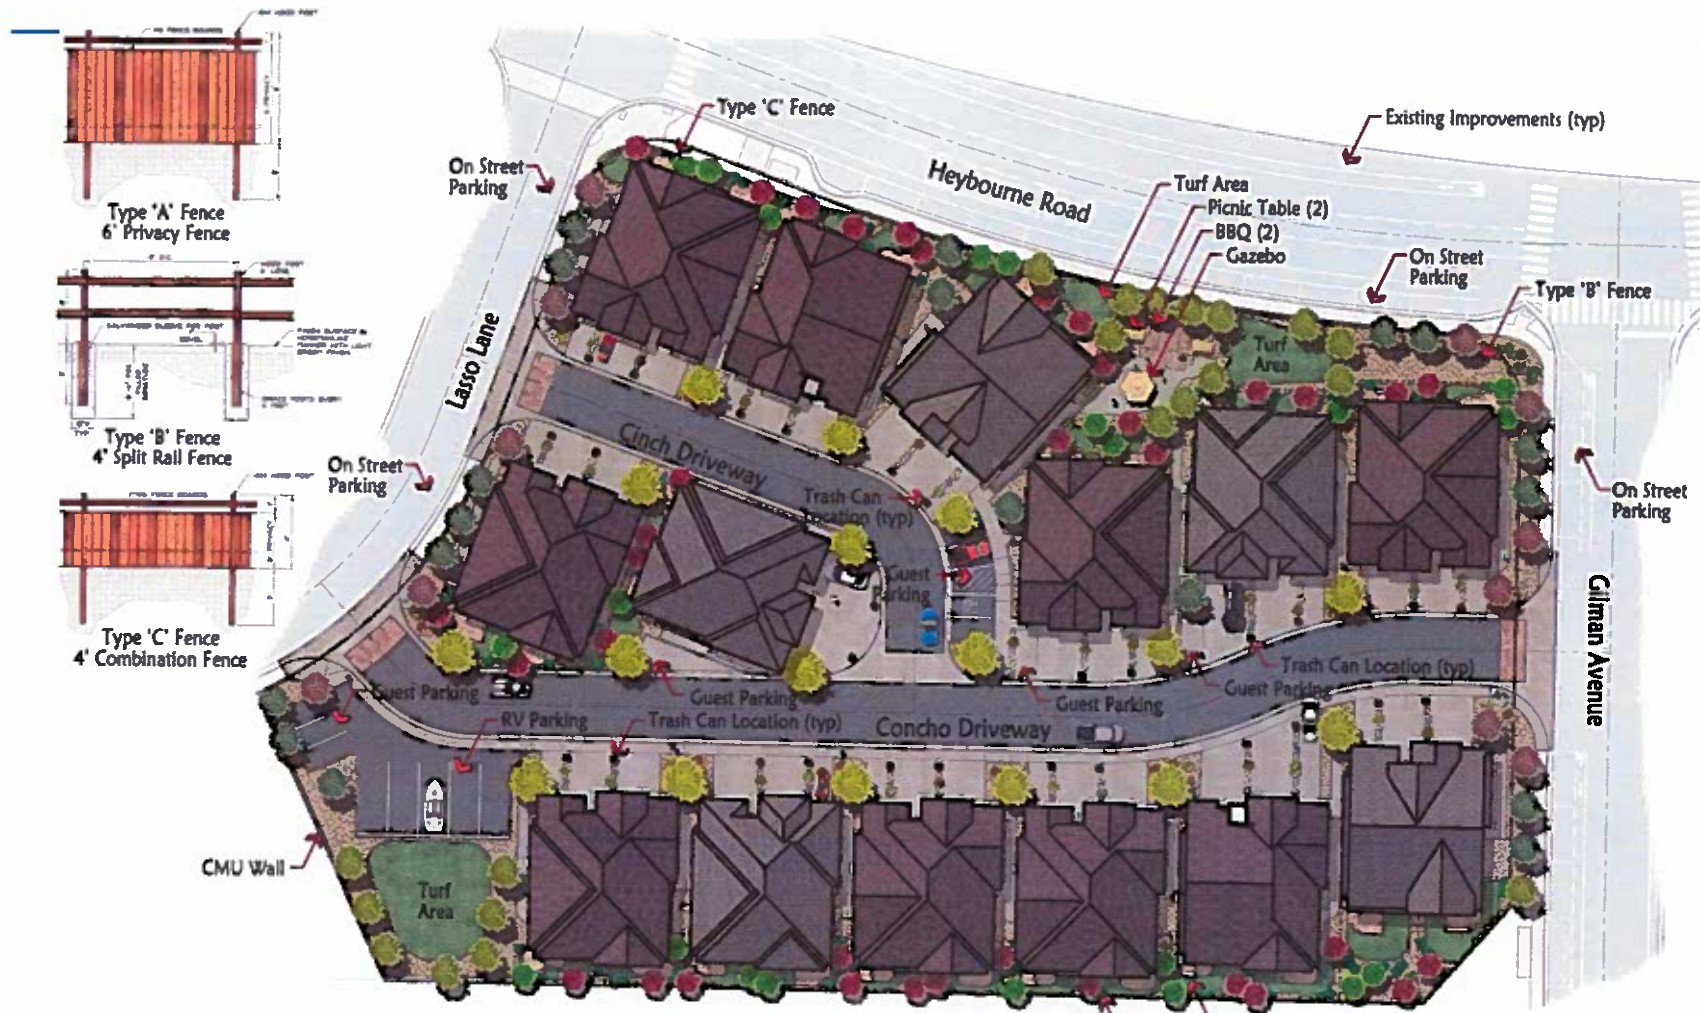 Type 'A' Fence
6' Privacy Fence
Type 'B' Fence
4' Split Rail Fence
Type 'C' Fence
4' Combination Fence
Type 'C' Fence
Existing Improvements (typ)
On Street
Parking
Heybourne Road
Turf Area
Picnic Table (2)
BBQ (2)
Gazebo
On Street
Parking
Type 'B' Fence
Turf
Area
Lasso Lane
Cinch Driveway
On Street
Parking
Trash Can
Location (typ)
On Street
Parking
Guest
Parking
Gilman Avenue
Trash Can Location (typ)
Guest Parking
Guest Parking
Guest Parking
Guest Parking
RV Parking
Trash Can Location (typ)
Concho Driveway
CMU Wall
Turf
Area